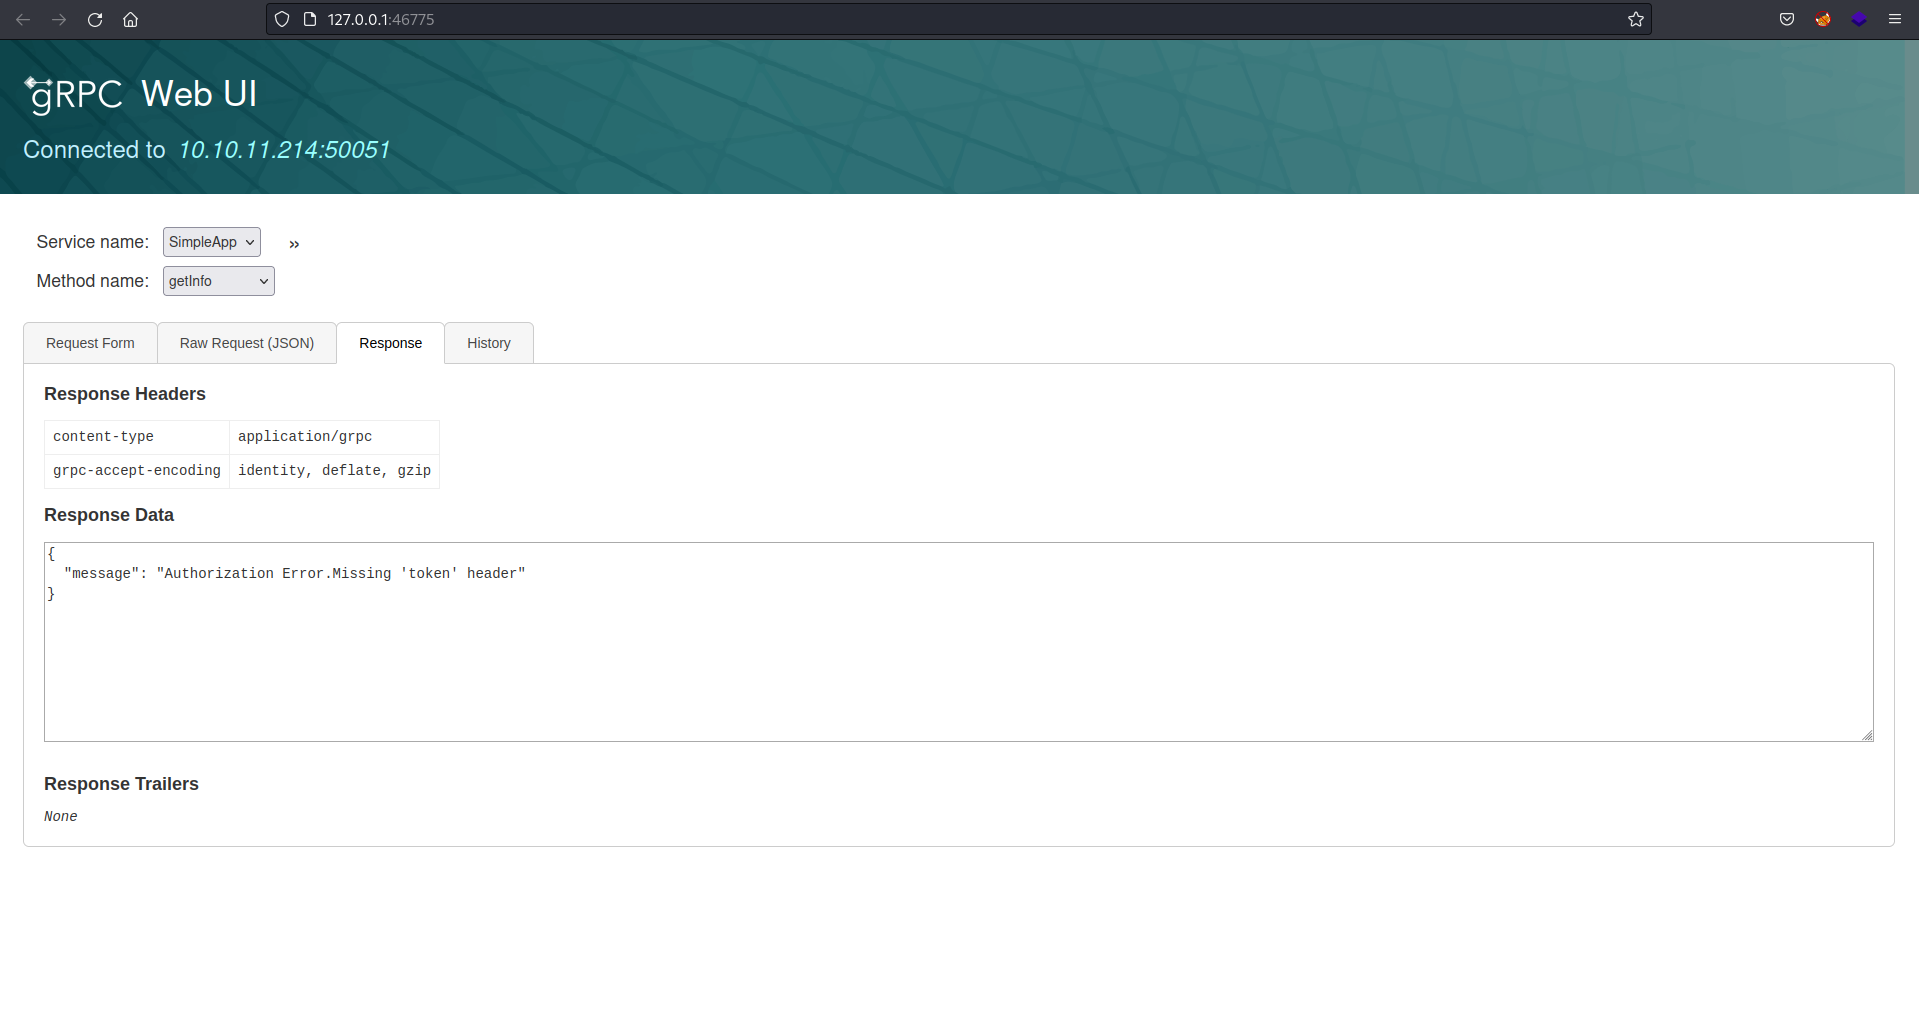 127.0.0.1:46775
gRPC Web UI
Connected to 10.10.11.214:50051
Service name: SimpleApp »
Method name: getInfo
Request Form Raw Request (JSON) Response History
Response Headers
content-type application/grpc
grpc-accept-encoding identity, deflate, gzip
Response Data
{
"message": "Authorization Error.Missing 'token' header"
}
Response Trailers
None